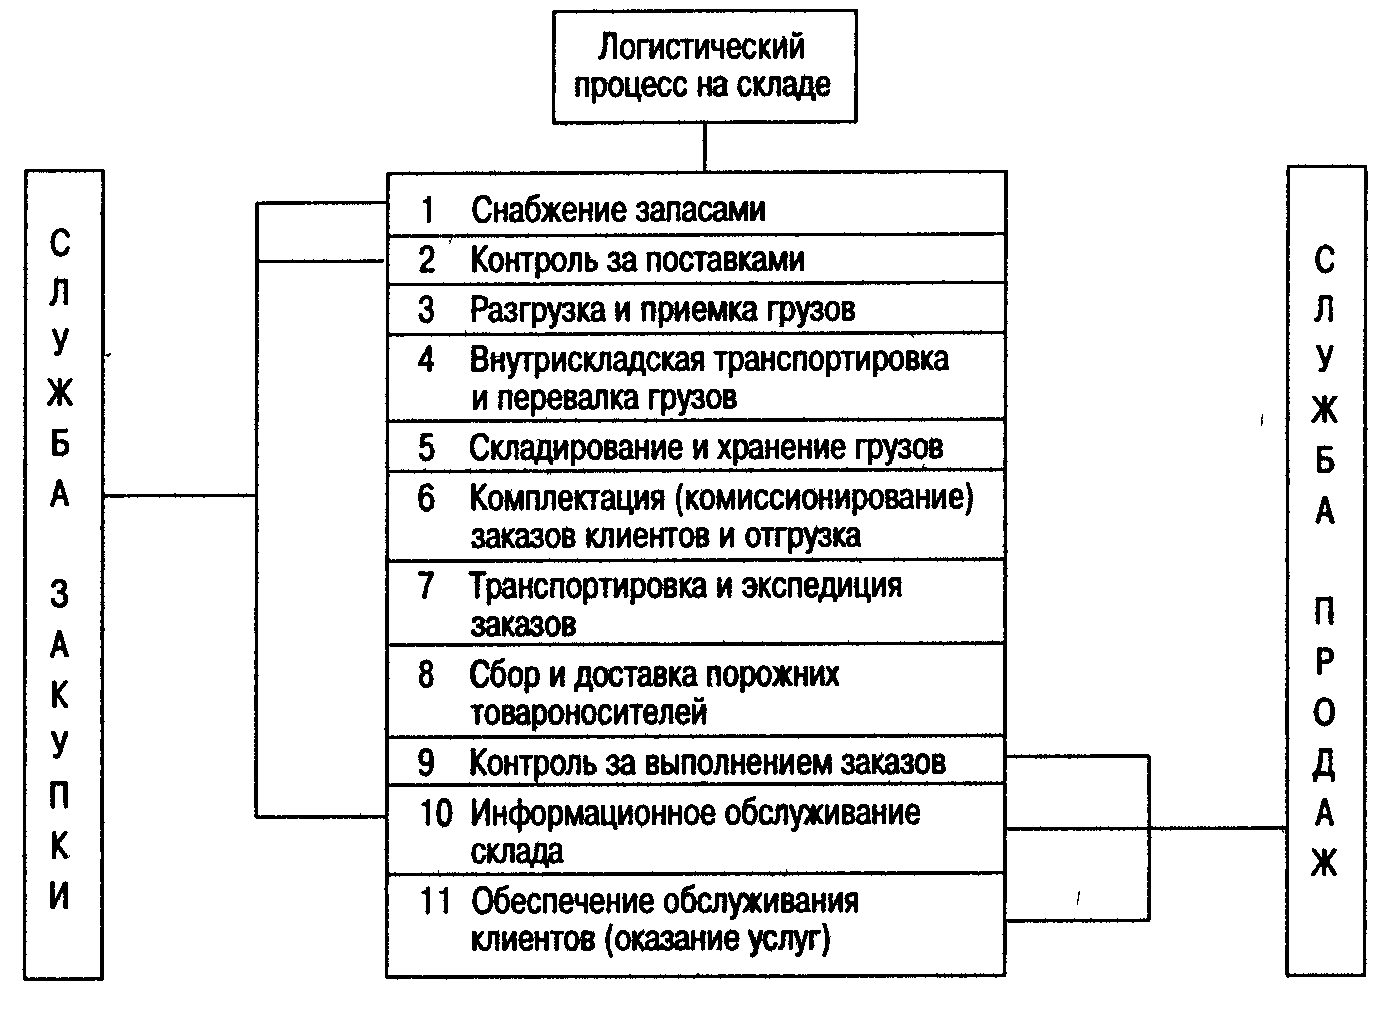 Логистический
процесс на складе
СЛУЖБА ЗАКУПКИ
1 Снабжение запасами
2 Контроль за поставками
3 Разгрузка и приемка грузов
4 Внутрискладская транспортировка
и перевалка грузов
5 Складирование и хранение грузов
6 Комплектация (комиссионирование)
заказов клиентов и отгрузка
7 Транспортировка и экспедиция
заказов
8 Сбор и доставка порожних
товароносителей
9 Контроль за выполнением заказов
10 Информационное обслуживание
склада
11 Обеспечение обслуживания
клиентов (оказание услуг)
СЛУЖБА ПРОДАЖ